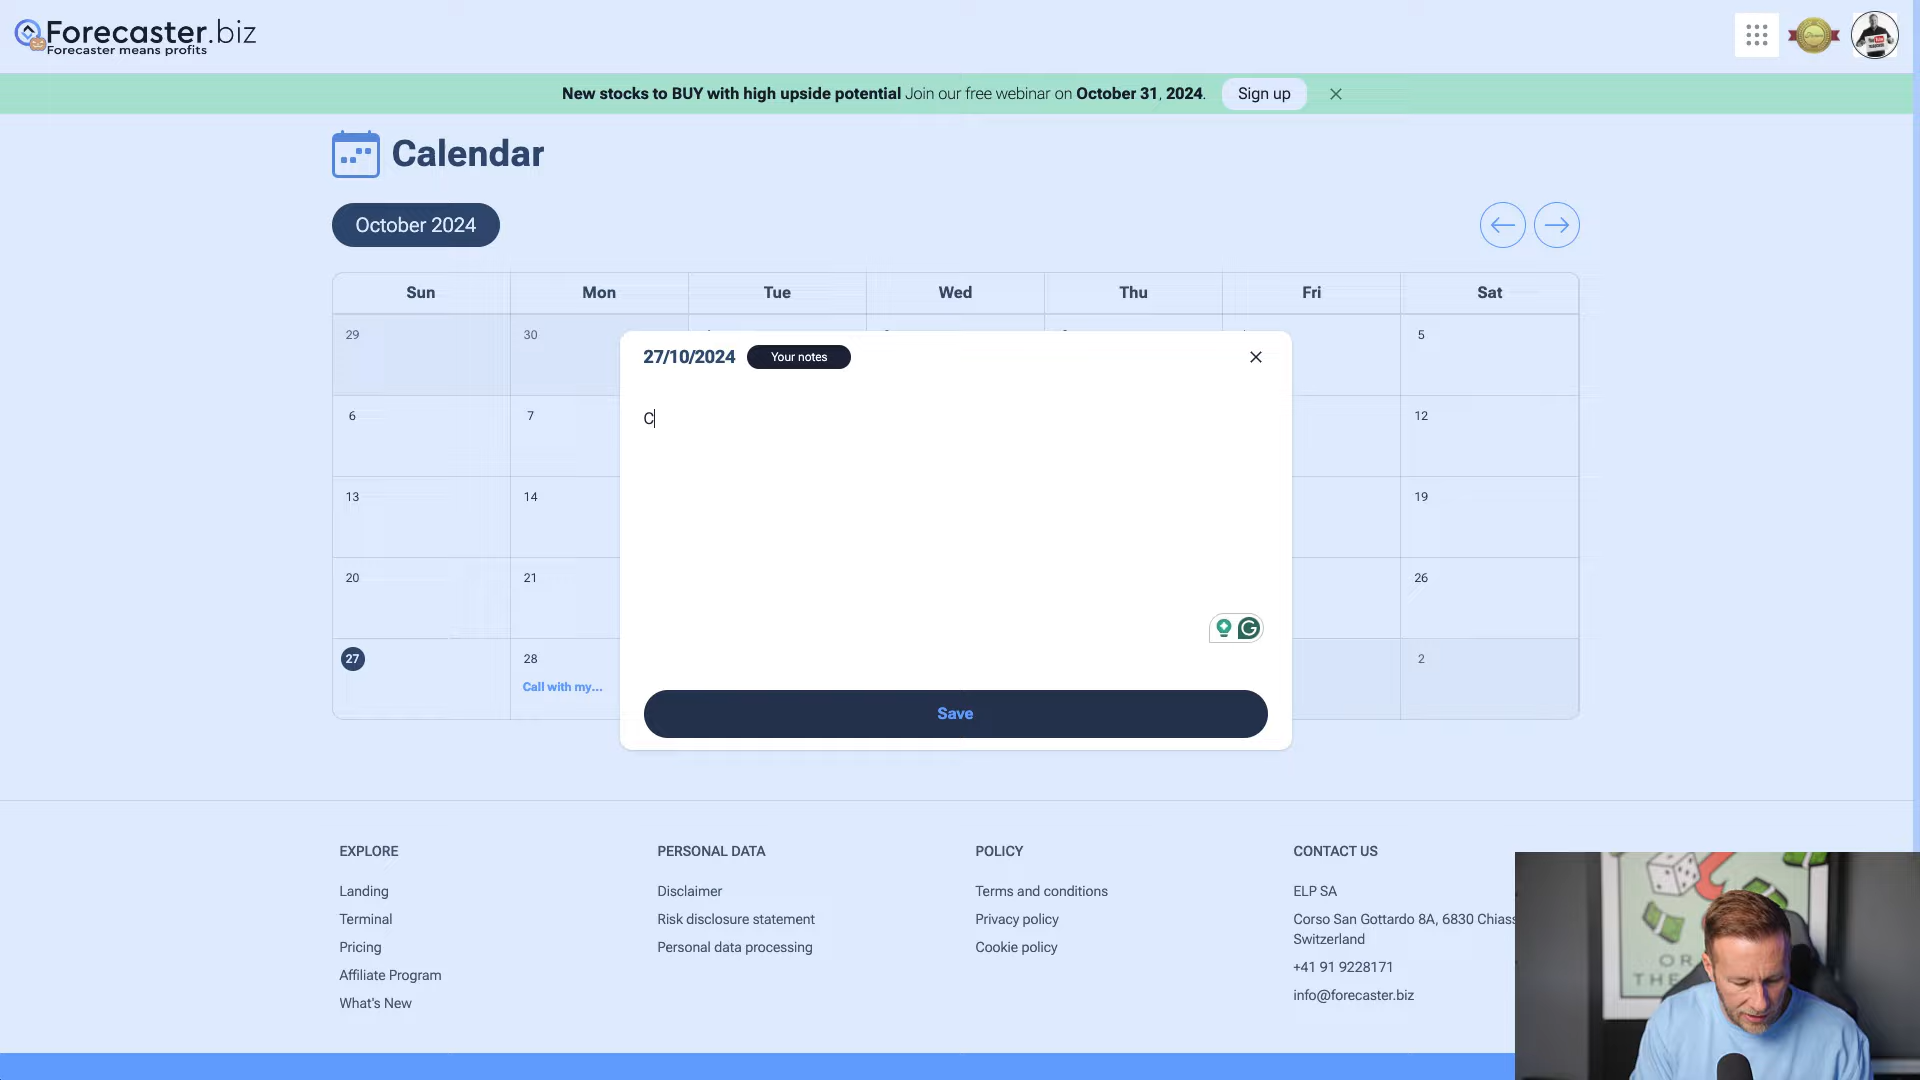 Forecaster.biz
Forecaster means profits
New stocks to BUY with high upside potential Join our free webinar on October 31, 2024. Sign up
Calendar
October 2024
Sun Mon Tue Wed Thu Fri Sat
29 30 5
27/10/2024 Your notes
6 7 12
C
13 14 19
20 21 26
27 28 2
Call with my...
Save
EXPLORE
Landing
Terminal
Pricing
Affiliate Program
What's New
PERSONAL DATA
Disclaimer
Risk disclosure statement
Personal data processing
POLICY
Terms and conditions
Privacy policy
Cookie policy
CONTACT US
ELP SA
Corso San Gottardo 8A, 6830
Switzerland
+41 91 9228171
info@forecaster.biz
OR
THE